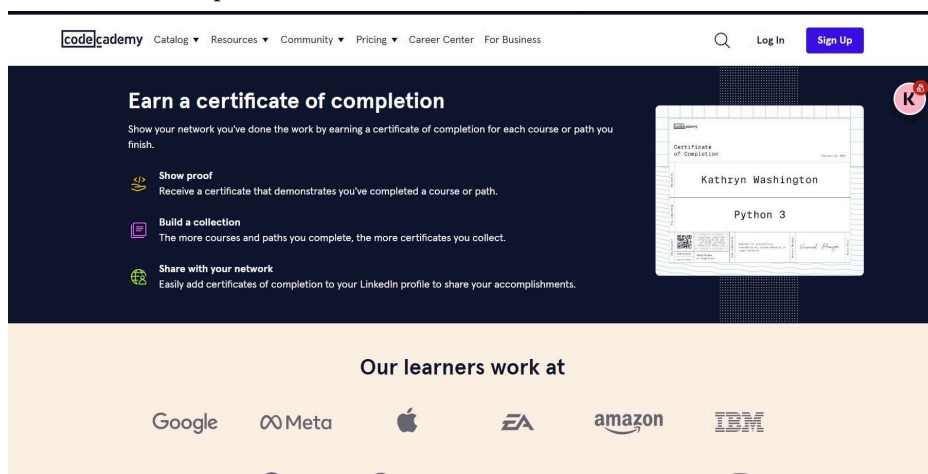 codecademy Catalog ▼ Resources ▼ Community ▼ Pricing ▼ Career Center For Business Log In Sign Up
Earn a certificate of completion
Show your network you've done the work by earning a certificate of completion for each course or path you
finish.
Show proof
Receive a certificate that demonstrates you've completed a course or path.
Build a collection
The more courses and paths you complete, the more certificates you collect.
Share with your network
Easily add certificates of completion to your LinkedIn profile to share your accomplishments.
K
codecademy
Certificate
of Completion
Kathryn Washington
Python 3
2024
Our learners work at
Google Meta EA amazon IBM